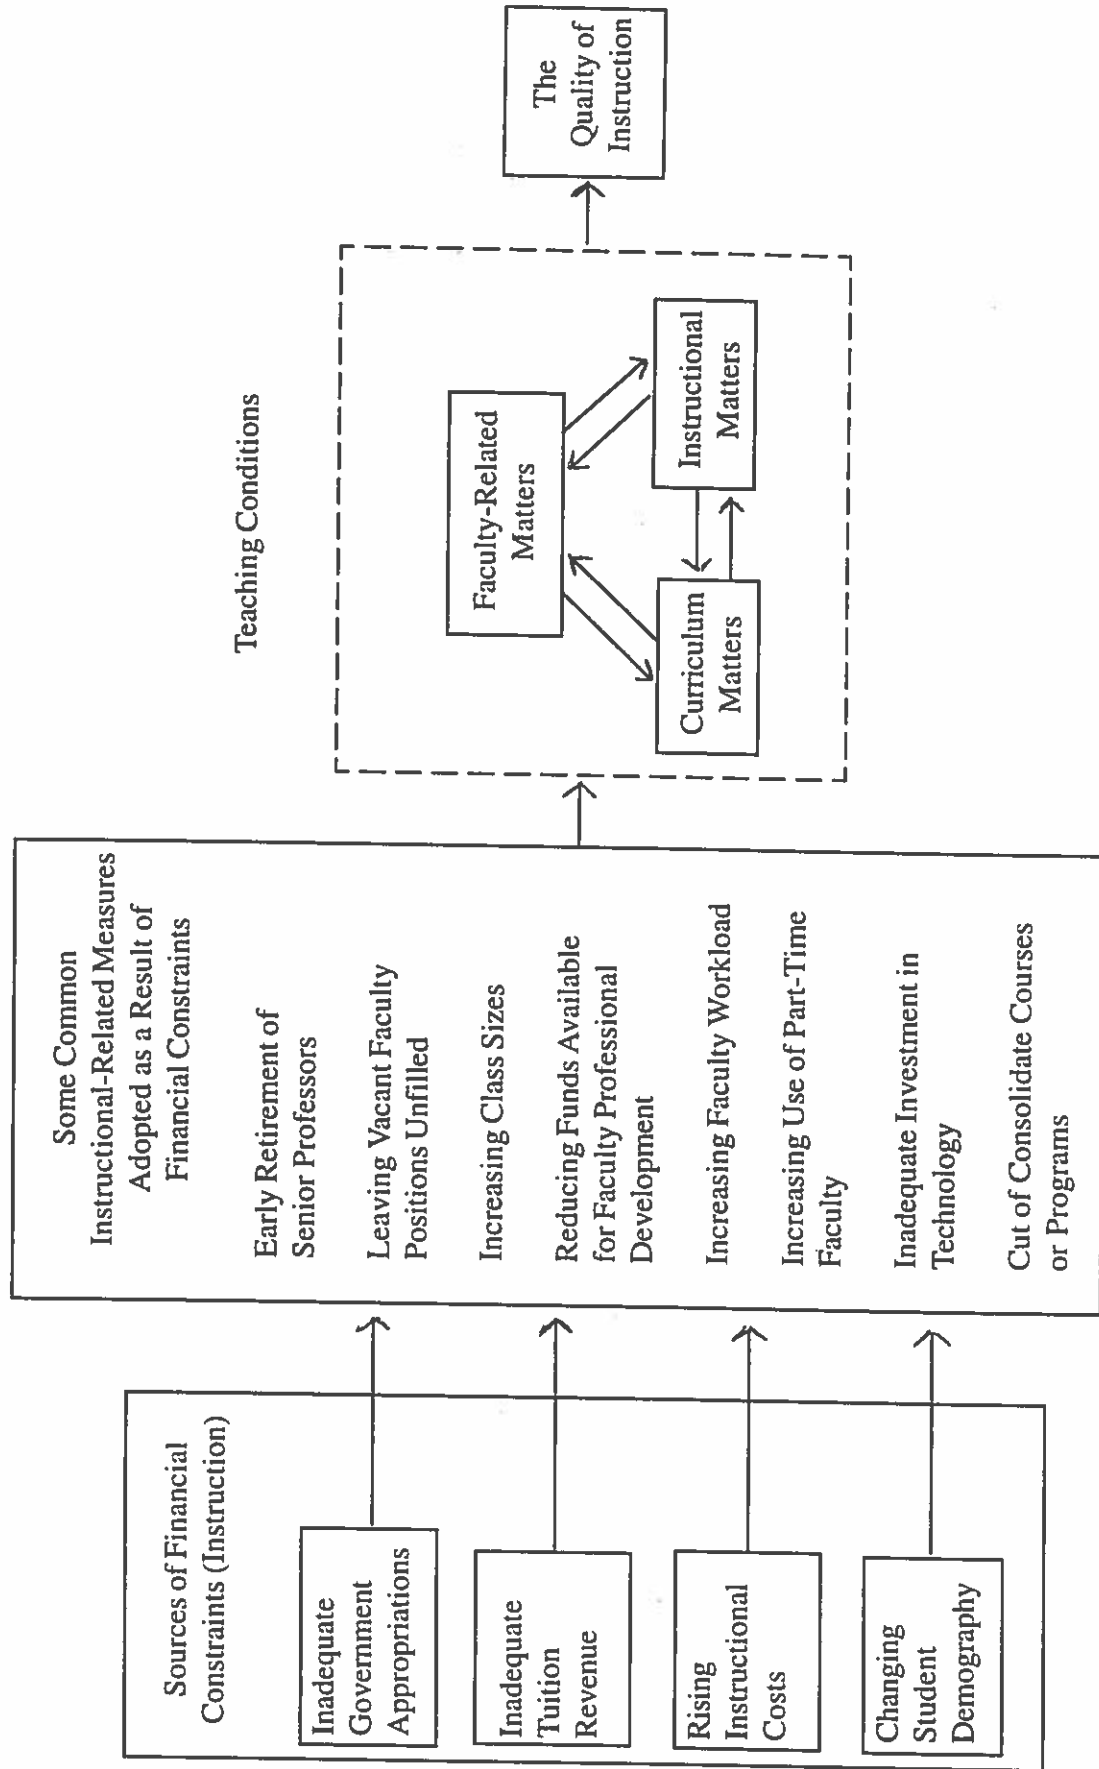 Sources of Financial
Constraints (Instruction)
Inadequate
Government
Appropriations
Inadequate
Tuition
Revenue
Rising
Instructional
Costs
Changing
Student
Demography
Some Common
Instructional-Related Measures
Adopted as a Result of
Financial Constraints
Early Retirement of
Senior Professors
Leaving Vacant Faculty
Positions Unfilled
Increasing Class Sizes
Reducing Funds Available
for Faculty Professional
Development
Increasing Faculty Workload
Increasing Use of Part-Time
Faculty
Inadequate Investment in
Technology
Cut of Consolidate Courses
or Programs
Teaching Conditions
Faculty-Related
Matters
Curriculum
Matters
Instructional
Matters
The
Quality of
Instruction